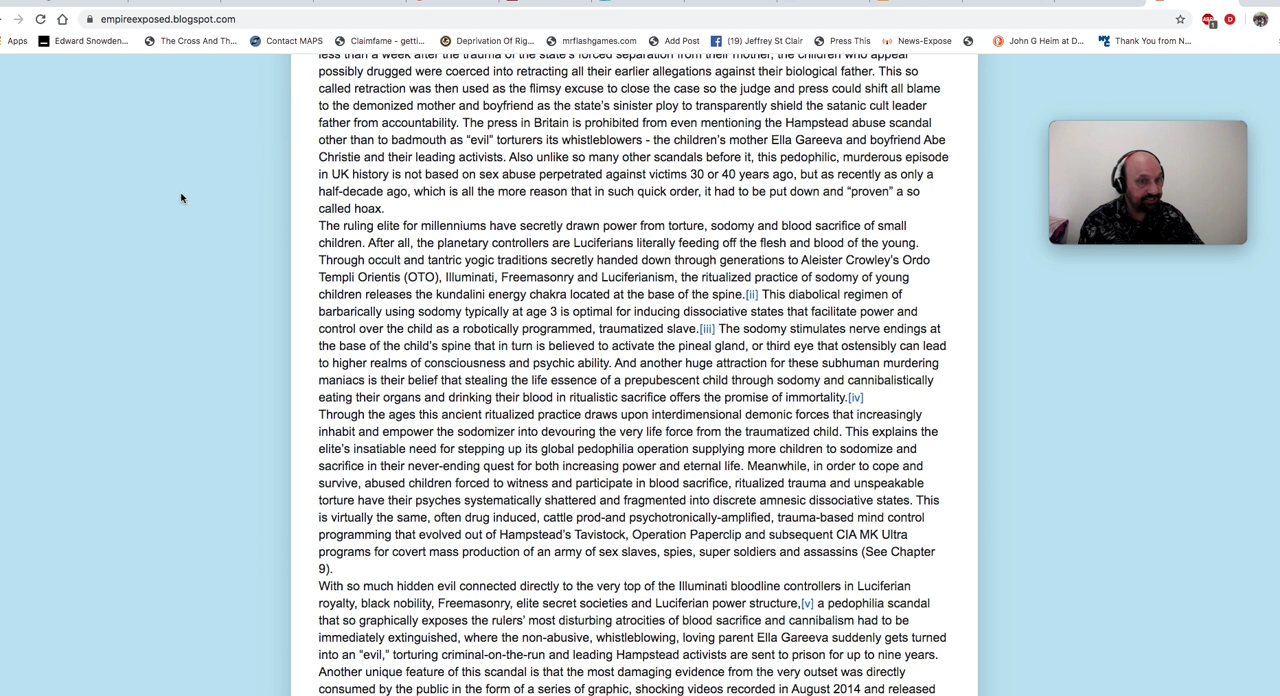 empireexposed.blogspot.com
Apps Edward Snowden... The Cross And Th... Contact MAPS Claimfame - getti... Deprivation Of Rig... mrflashgames.com Add Post (19) Jeffrey St Clair Press This News-Expose John G Heim at D... Thank You from N...
less than a week after the trauma of the state's forced separation from their mother, the children who appear
possibly drugged were coerced into retracting all their earlier allegations against their biological father. This so
called retraction was then used as the flimsy excuse to close the case so the judge and press could shift all blame
to the demonized mother and boyfriend as the state's sinister ploy to transparently shield the satanic cult leader
father from accountability. The press in Britain is prohibited from even mentioning the Hampstead abuse scandal
other than to badmouth as “evil” torturers its whistleblowers - the children's mother Ella Gareeva and boyfriend Abe
Christie and their leading activists. Also unlike so many other scandals before it, this pedophilic, murderous episode
in UK history is not based on sex abuse perpetrated against victims 30 or 40 years ago, but as recently as only a
half-decade ago, which is all the more reason that in such quick order, it had to be put down and “proven” a so
called hoax.
The ruling elite for millenniums have secretly drawn power from torture, sodomy and blood sacrifice of small
children. After all, the planetary controllers are Luciferians literally feeding off the flesh and blood of the young.
Through occult and tantric yogic traditions secretly handed down through generations to Aleister Crowley's Ordo
Templi Orientis (OTO), Illuminati, Freemasonry and Luciferianism, the ritualized practice of sodomy of young
children releases the kundalini energy chakra located at the base of the spine.[ii] This diabolical regimen of
barbarically using sodomy typically at age 3 is optimal for inducing dissociative states that facilitate power and
control over the child as a robotically programmed, traumatized slave.[iii] The sodomy stimulates nerve endings at
the base of the child's spine that in turn is believed to activate the pineal gland, or third eye that ostensibly can lead
to higher realms of consciousness and psychic ability. And another huge attraction for these subhuman murdering
maniacs is their belief that stealing the life essence of a prepubescent child through sodomy and cannibalistically
eating their organs and drinking their blood in ritualistic sacrifice offers the promise of immortality.[iv]
Through the ages this ancient ritualized practice draws upon interdimensional demonic forces that increasingly
inhabit and empower the sodomizer into devouring the very life force from the traumatized child. This explains the
elite's insatiable need for stepping up its global pedophilia operation supplying more children to sodomize and
sacrifice in their never-ending quest for both increasing power and eternal life. Meanwhile, in order to cope and
survive, abused children forced to witness and participate in blood sacrifice, ritualized trauma and unspeakable
torture have their psyches systematically shattered and fragmented into discrete amnesic dissociative states. This
is virtually the same, often drug induced, cattle prod-and psychotronically-amplified, trauma-based mind control
programming that evolved out of Hampstead's Tavistock, Operation Paperclip and subsequent CIA MK Ultra
programs for covert mass production of an army of sex slaves, spies, super soldiers and assassins (See Chapter
9).
With so much hidden evil connected directly to the very top of the Illuminati bloodline controllers in Luciferian
royalty, black nobility, Freemasonry, elite secret societies and Luciferian power structure,[v] a pedophilia scandal
that so graphically exposes the rulers' most disturbing atrocities of blood sacrifice and cannibalism had to be
immediately extinguished, where the non-abusive, whistleblowing, loving parent Ella Gareeva suddenly gets turned
into an “evil,” torturing criminal-on-the-run and leading Hampstead activists are sent to prison for up to nine years.
Another unique feature of this scandal is that the most damaging evidence from the very outset was directly
consumed by the public in the form of a series of graphic, shocking videos recorded in August 2014 and released